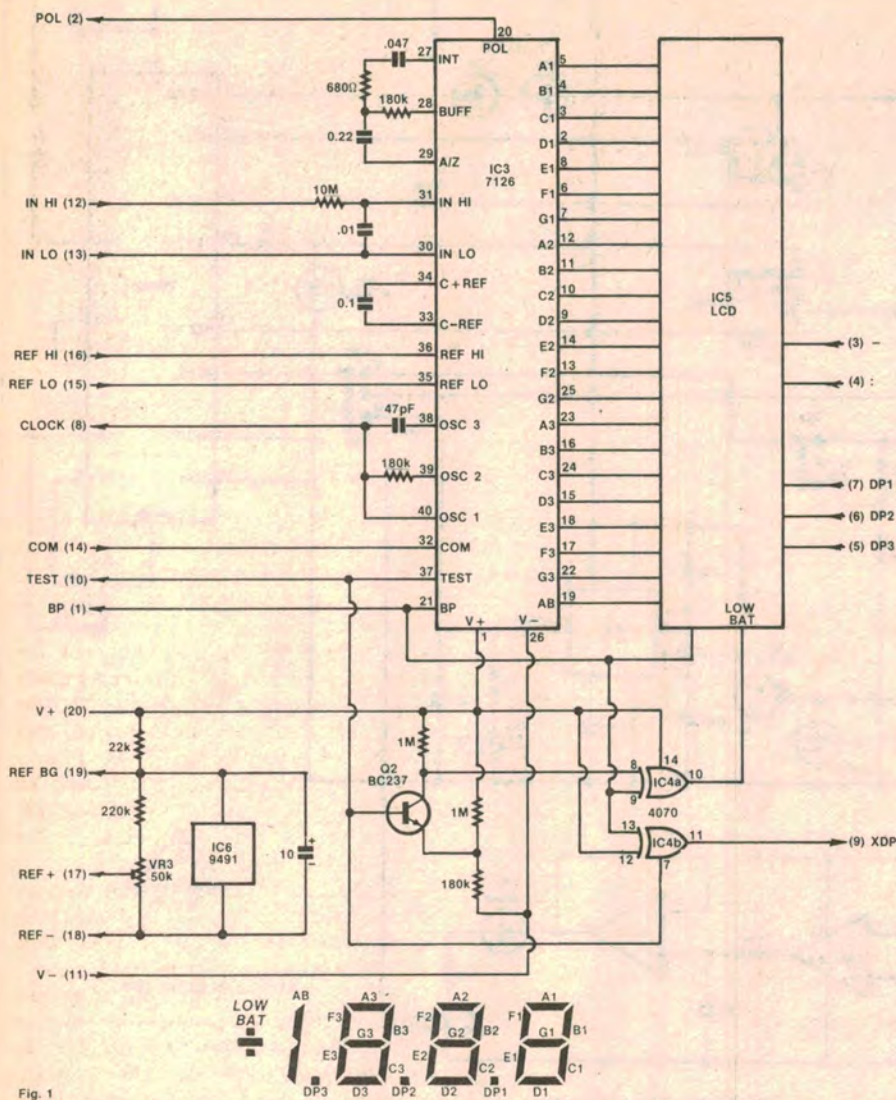 POL (2)
20
POL
.047
27
INT
680Ω
180k
28
BUFF
0.22
29
A/Z
IC3
7126
10M
IN HI (12)
31
IN HI
.01
IN LO (13)
30
IN LO
34
C+REF
0.1
33
C-REF
REF HI (16)
36
REF HI
REF LO (15)
35
REF LO
47pF
CLOCK (8)
38
OSC 3
180k
39
OSC 2
40
OSC 1
COM (14)
32
COM
TEST (10)
37
TEST
BP (1)
21
BP
V+
V-
1
26
A1 5
B1 4
C1 3
D1 2
E1 8
F1 6
G1 7
A2 12
B2 11
C2 10
D2 9
E2 14
F2 13
G2 25
A3 23
B3 16
C3 24
D3 15
E3 18
F3 17
G3 22
AB 19
IC5
LCD
LOW
BAT
(3) -
(4) :
(7) DP1
(6) DP2
(5) DP3
V+ (20)
22k
REF BG (19)
220k
IC6
9491
10
+
-
VR3
50k
REF+ (17)
REF- (18)
V- (11)
Q2
BC237
1M
1M
180k
8
9
14
IC4a
10
4070
13
12
IC4b
11
7
(9) XDP
LOW
BAT
AB
F3
A3
G3
B3
E3
C3
DP3
D3
F2
A2
G2
B2
E2
C2
DP2
D2
F1
A1
G1
B1
E1
C1
DP1
D1
Fig. 1